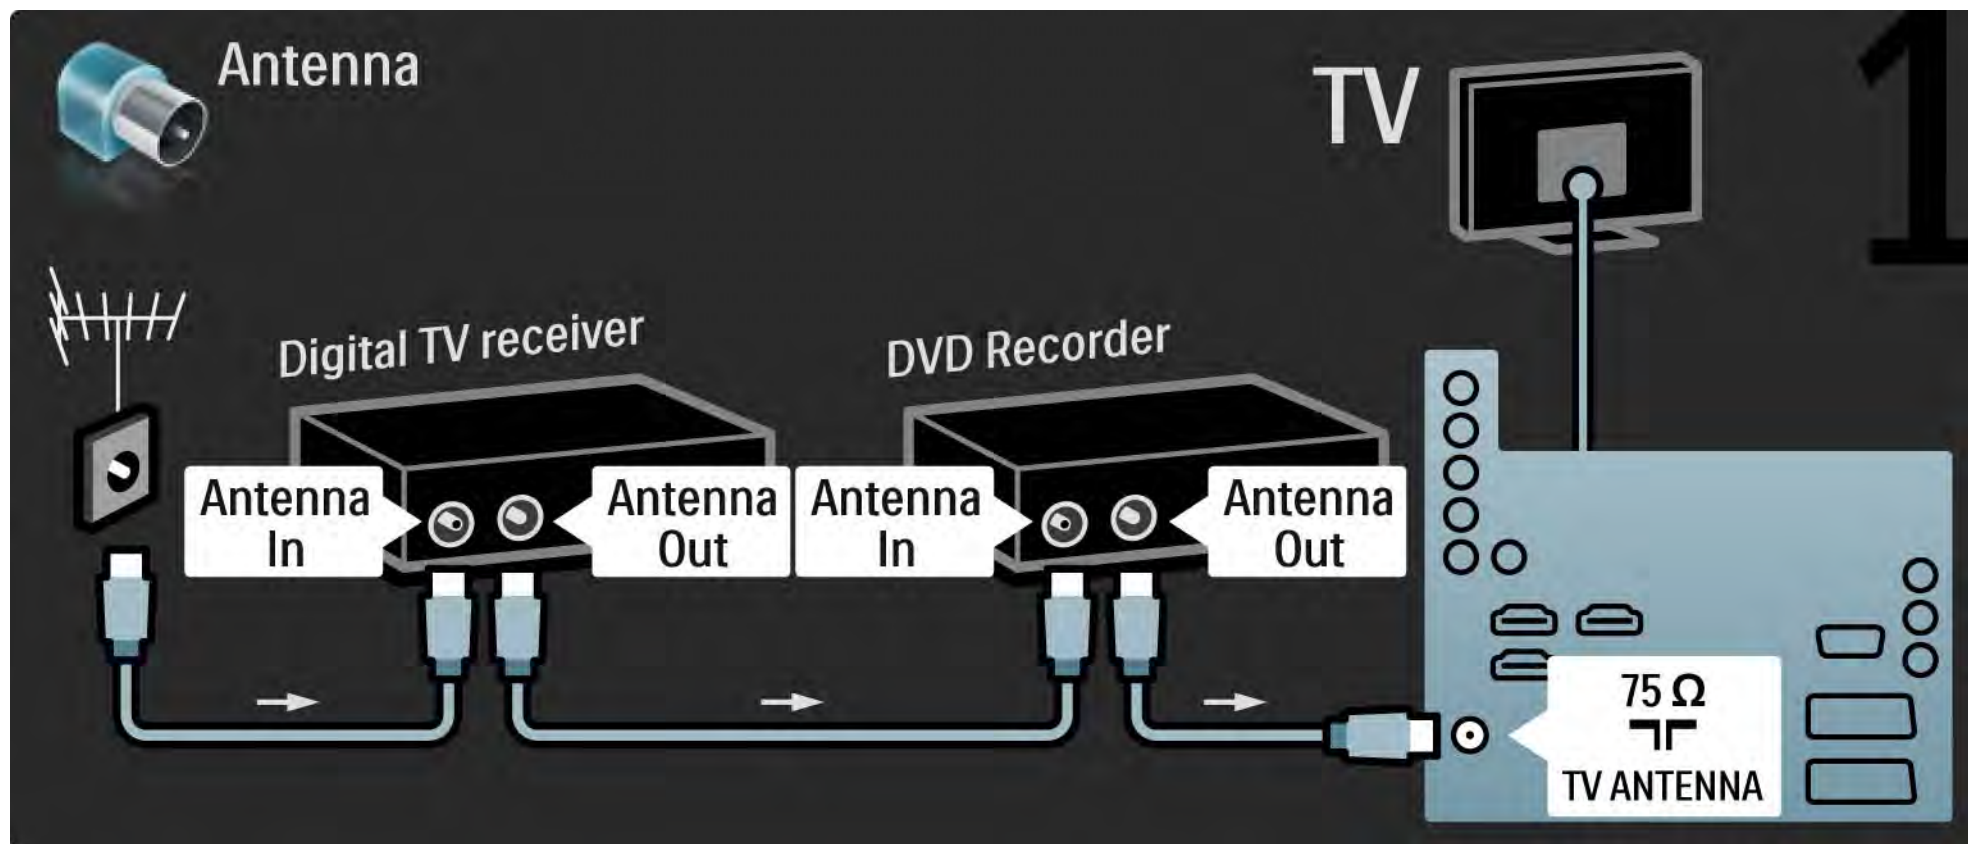 Antenna
TV
1
Digital TV receiver
DVD Recorder
Antenna
In
Antenna
Out
Antenna
In
Antenna
Out
75 Ω
TV ANTENNA